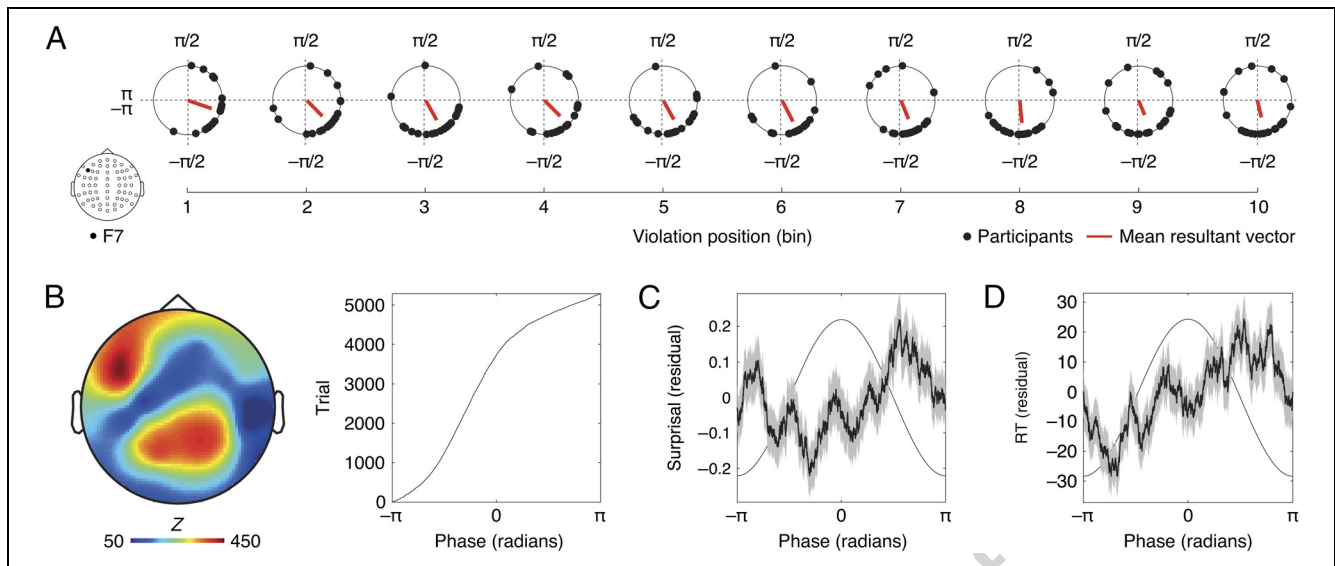 A
π/2 π/2 π/2 π/2 π/2 π/2 π/2 π/2 π/2 π/2
π
−π
−π/2 −π/2 −π/2 −π/2 −π/2 −π/2 −π/2 −π/2 −π/2 −π/2
1 2 3 4 5 6 7 8 9 10
F7
Violation position (bin)
Participants
Mean resultant vector
B
Z
50 450
Trial
5000
4000
3000
2000
1000
0
−π 0 π
Phase (radians)
C
Surprisal (residual)
0.2
0.1
0
−0.1
−0.2
−π 0 π
Phase (radians)
D
RT (residual)
30
20
10
0
−10
−20
−30
−π 0 π
Phase (radians)